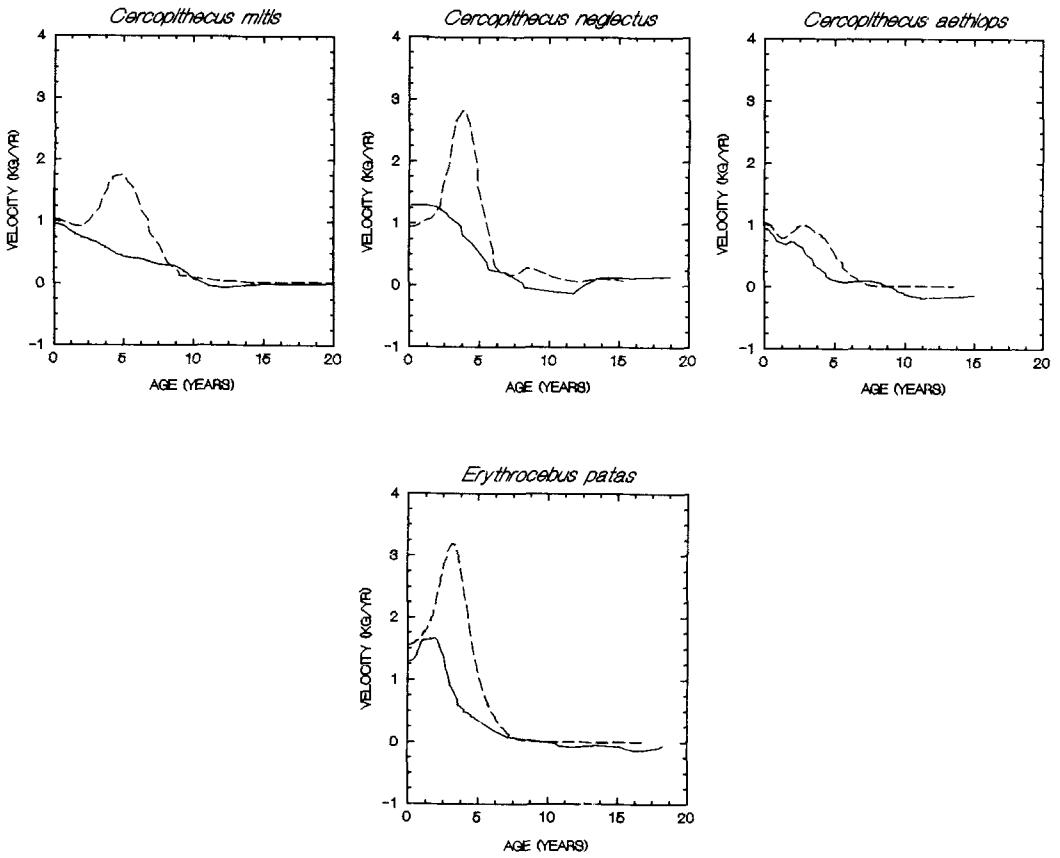 Cercopithecus mitis
4
3
2
1
0
-1
VELOCITY (KG/YR)
0 5 10 15 20
AGE (YEARS)
Cercopithecus neglectus
4
3
2
1
0
-1
VELOCITY (KG/YR)
0 5 10 15 20
AGE (YEARS)
Cercopithecus aethiops
4
3
2
1
0
-1
VELOCITY (KG/YR)
0 5 10 15 20
AGE (YEARS)
Erythrocebus patas
4
3
2
1
0
-1
VELOCITY (KG/YR)
0 5 10 15 20
AGE (YEARS)